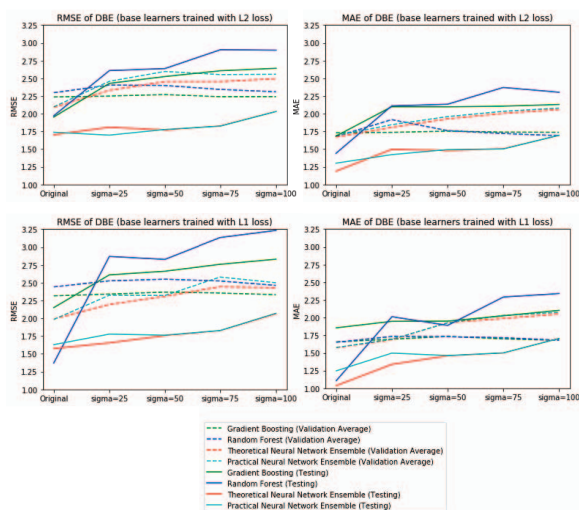 RMSE of DBE (base learners trained with L2 loss)
3.25
3.00
2.75
2.50
2.25
2.00
1.75
1.50
1.25
1.00
RMSE
Original sigma=25 sigma=50 sigma=75 sigma=100
MAE of DBE (base learners trained with L2 loss)
3.25
3.00
2.75
2.50
2.25
2.00
1.75
1.50
1.25
1.00
MAE
Original sigma=25 sigma=50 sigma=75 sigma=100
RMSE of DBE (base learners trained with L1 loss)
3.25
3.00
2.75
2.50
2.25
2.00
1.75
1.50
1.25
1.00
RMSE
Original sigma=25 sigma=50 sigma=75 sigma=100
MAE of DBE (base learners trained with L1 loss)
3.25
3.00
2.75
2.50
2.25
2.00
1.75
1.50
1.25
1.00
MAE
Original sigma=25 sigma=50 sigma=75 sigma=100
Gradient Boosting (Validation Average)
Random Forest (Validation Average)
Theoretical Neural Network Ensemble (Validation Average)
Practical Neural Network Ensemble (Validation Average)
Gradient Boosting (Testing)
Random Forest (Testing)
Theoretical Neural Network Ensemble (Testing)
Practical Neural Network Ensemble (Testing)